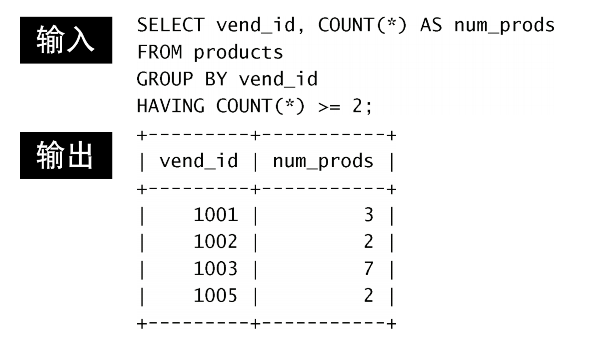 输入
SELECT vend_id, COUNT(*) AS num_prods
FROM products
GROUP BY vend_id
HAVING COUNT(*) >= 2;
输出
+---------+-----------+
| vend_id | num_prods |
+---------+-----------+
|    1001 |         3 |
|    1002 |         2 |
|    1003 |         7 |
|    1005 |         2 |
+---------+-----------+